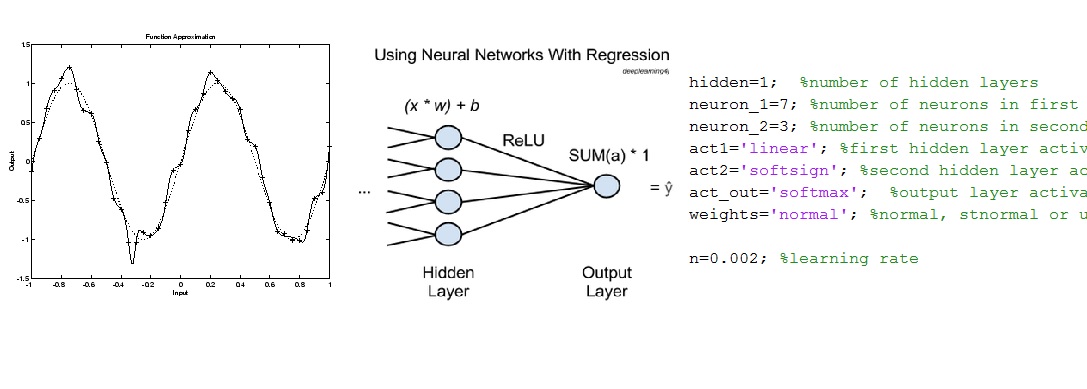 Function Approximation
1.5
1
0.5
0
-0.5
-1
-1.5
Output
-1 -0.8 -0.6 -0.4 -0.2 0 0.2 0.4 0.6 0.8 1
Input
Using Neural Networks With Regression
deeplearning4j
(x * w) + b
ReLU
SUM(a) * 1
...
= ŷ
Hidden
Layer
Output
Layer
hidden=1; %number of hidden layers
neuron_1=7; %number of neurons in first
neuron_2=3; %number of neurons in second
act1='linear'; %first hidden layer activ
act2='softsign'; %second hidden layer ac
act_out='softmax'; %output layer activa
weights='normal'; %normal, stnormal or u
n=0.002; %learning rate